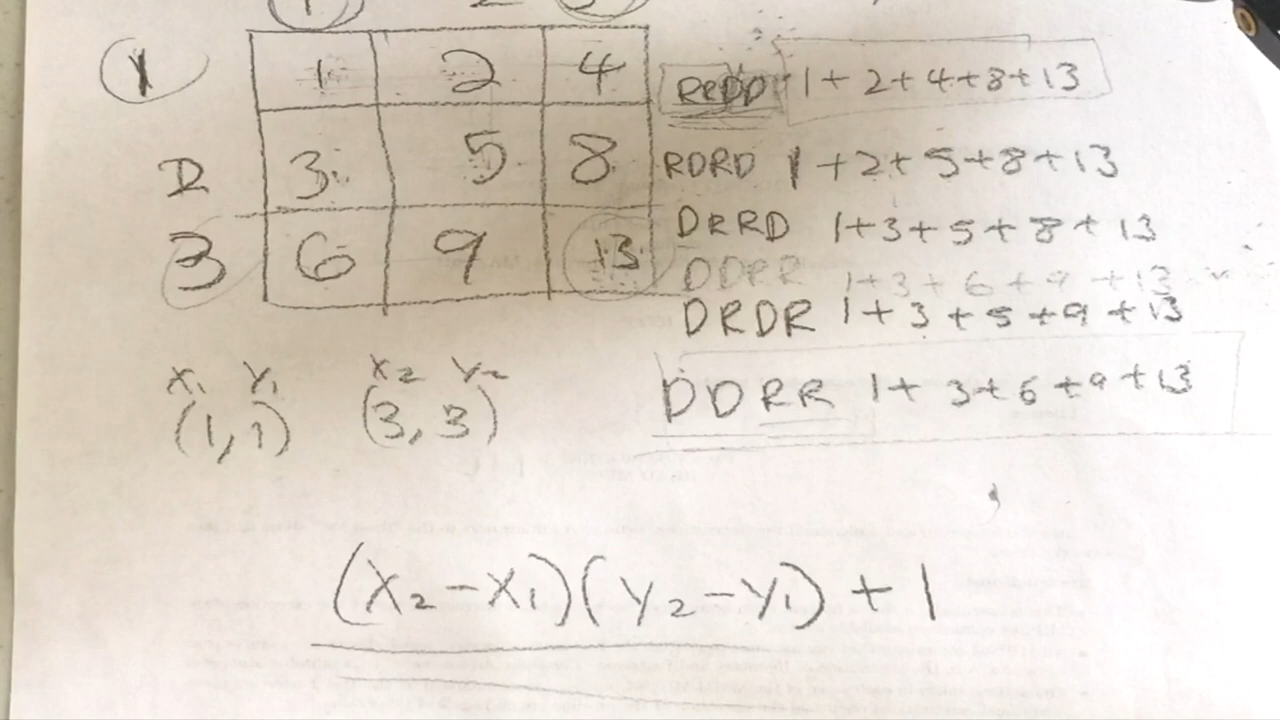 1 1 2 4 RRDD 1+2+4+8+13
2 3 5 8 RDRD 1+2+5+8+13
3 6 9 13 DRRD 1+3+5+8+13
DDRR 1+3+6+9+13
DRDR 1+3+5+9+13
DDRR 1+3+6+9+13
X₁ Y₁ X₂ Y₂
(1,1) (3,3)
(X₂-X₁)(Y₂-Y₁)+1